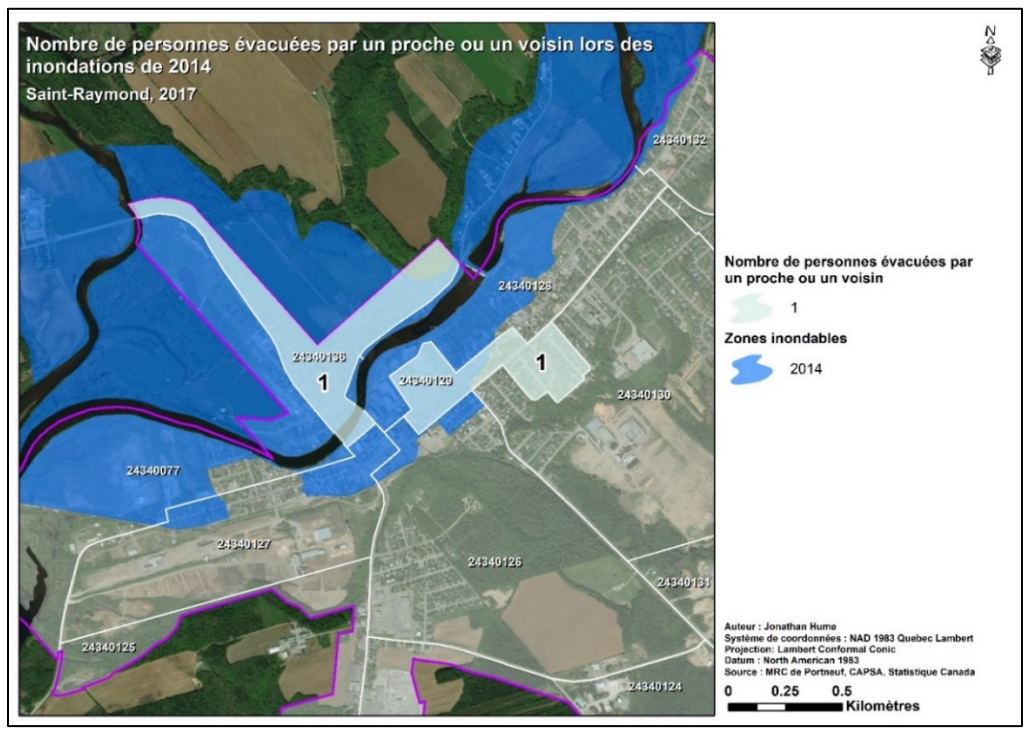 Nombre de personnes évacuées par un proche ou un voisin lors des
inondations de 2014
Saint-Raymond, 2017
N
24340132
24340128
24340136
1
24340129
1
24340130
24340077
24340127
24340126
24340131
24340125
24340124
Nombre de personnes évacuées par
un proche ou un voisin
1
Zones inondables
2014
Auteur : Jonathan Hume
Système de coordonnées : NAD 1983 Quebec Lambert
Projection: Lambert Conformal Conic
Datum : North American 1983
Source : MRC de Portneuf, CAPSA, Statistique Canada
0 0.25 0.5
Kilomètres